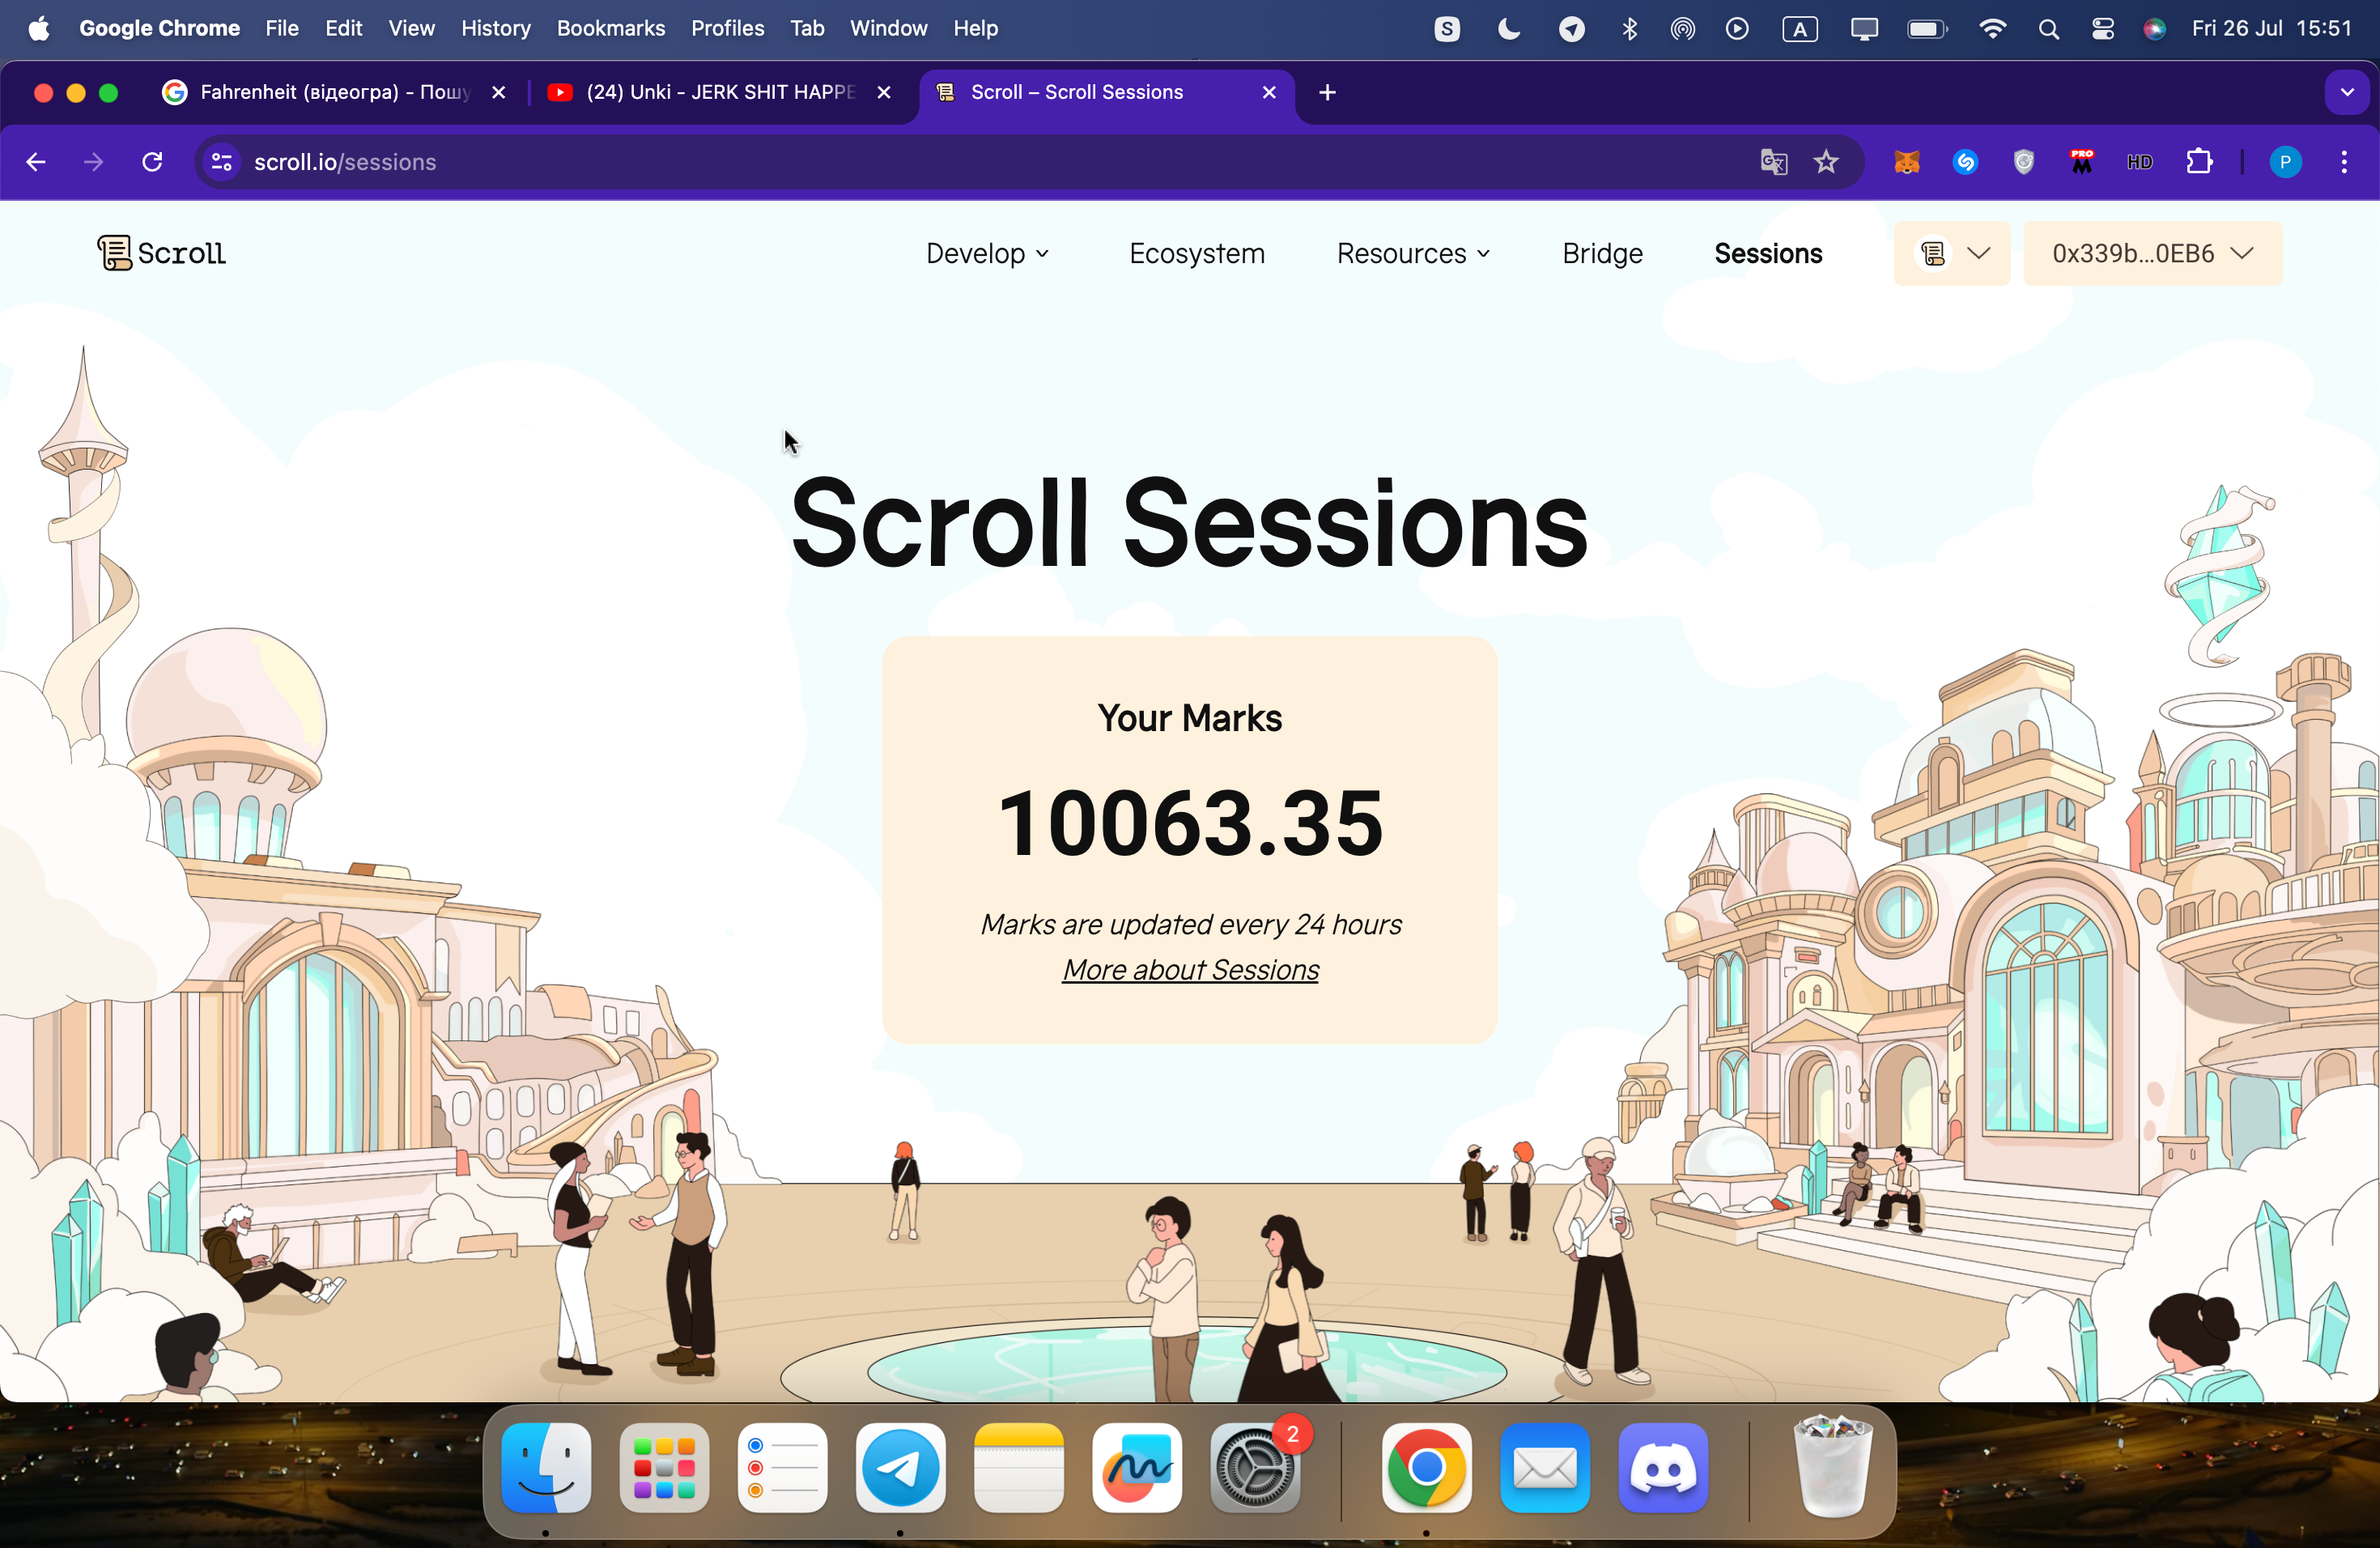 Google Chrome File Edit View History Bookmarks Profiles Tab Window Help S A Fri 26 Jul 15:51
Fahrenheit (відеогра) - Пошу (24) Unki - JERK SHIT HAPPE Scroll – Scroll Sessions
scroll.io/sessions PRO M HD P
Scroll Develop Ecosystem Resources Bridge Sessions 0x339b...0EB6
Scroll Sessions
Your Marks
10063.35
Marks are updated every 24 hours
More about Sessions
2